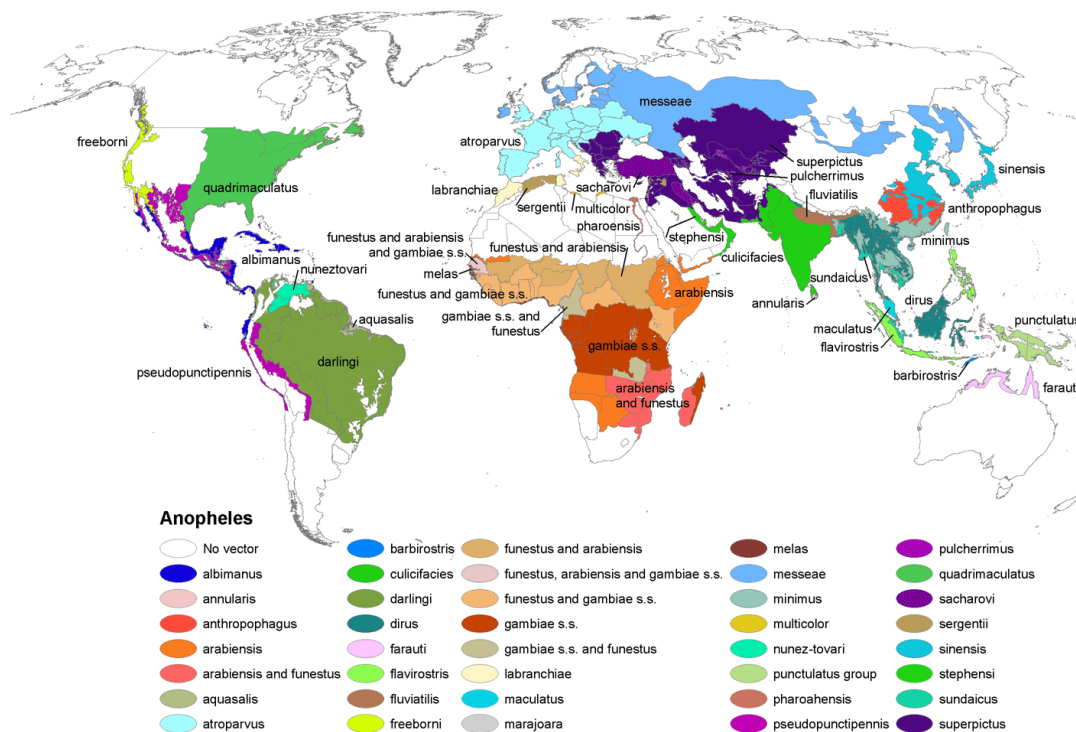 messeae
freeborni
atroparvus
quadrimaculatus
superpictus
pulcherrimus
sinensis
labranchiae
sacharovi
fluviatilis
sergentii
multicolor
anthropophagus
pharoensis
funestus and arabiensis
and gambiae s.s.
funestus and arabiensis
stephensi
minimus
albimanus
nuneztovari
melas
culicifacies
sundaicus
funestus and gambiae s.s.
arabiensis
annularis
dirus
aquasalis
gambiae s.s. and
funestus
gambiae s.s.
maculatus
punctulatus
darlingi
flavirostris
pseudopunctipennis
barbirostris
arabiensis
and funestus
farauti
Anopheles
No vector
albimanus
annularis
anthropophagus
arabiensis
arabiensis and funestus
aquasalis
atroparvus
barbirostris
culicifacies
darlingi
dirus
farauti
flavirostris
fluviatilis
freeborni
funestus and arabiensis
funestus, arabiensis and gambiae s.s.
funestus and gambiae s.s.
gambiae s.s.
gambiae s.s. and funestus
labranchiae
maculatus
marajoara
melas
messeae
minimus
multicolor
nunez-tovari
punctulatus group
pharoahensis
pseudopunctipennis
pulcherrimus
quadrimaculatus
sacharovi
sergentii
sinensis
stephensi
sundaicus
superpictus